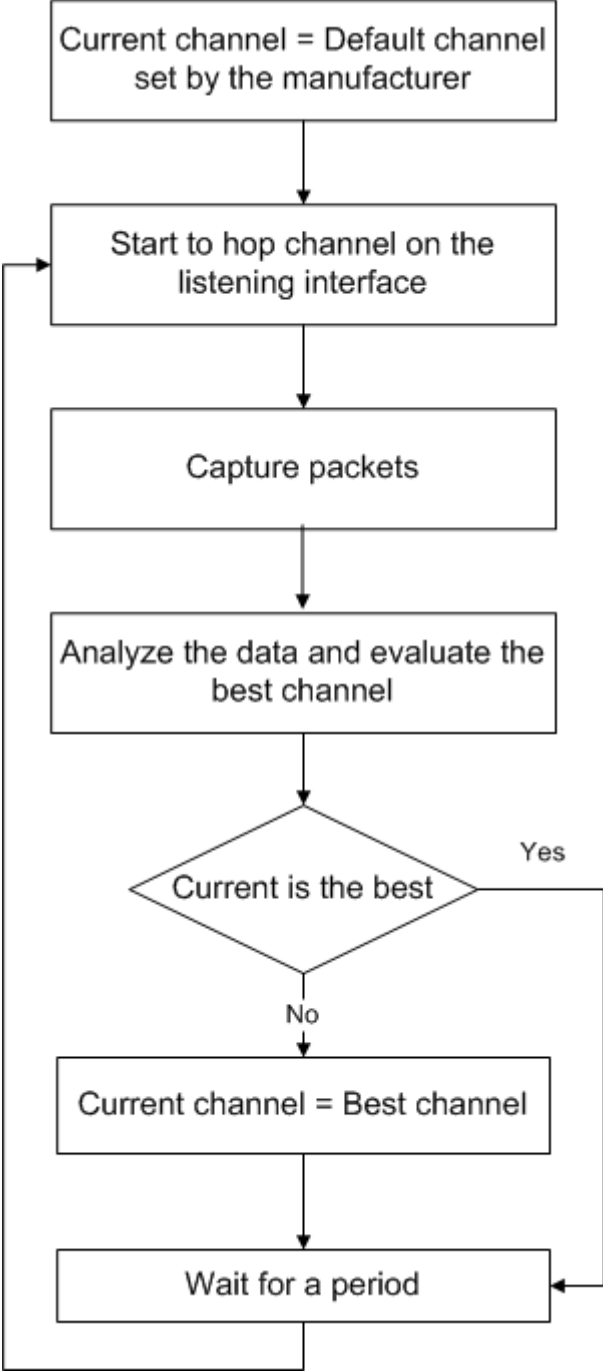 Current channel = Default channel
set by the manufacturer
Start to hop channel on the
listening interface
Capture packets
Analyze the data and evaluate the
best channel
Yes
Current is the best
No
Current channel = Best channel
Wait for a period